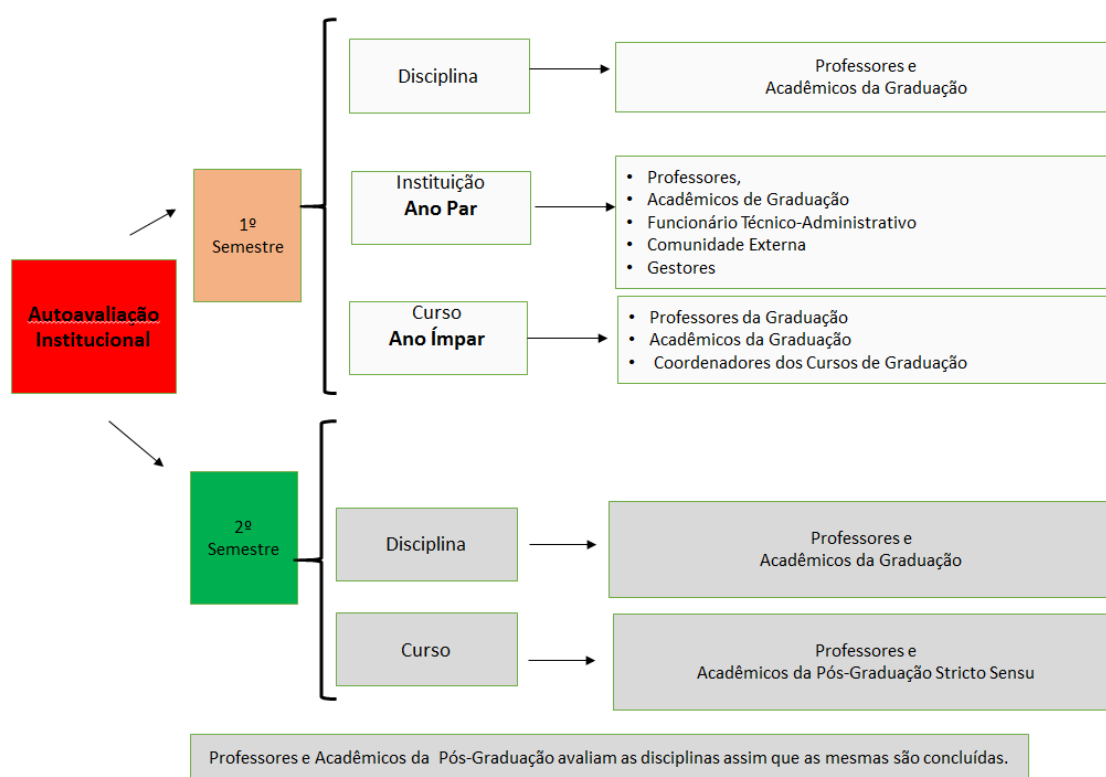 Disciplina
Professores e
Acadêmicos da Graduação
1º
Semestre
Instituição
Ano Par
• Professores,
• Acadêmicos de Graduação
• Funcionário Técnico-Administrativo
• Comunidade Externa
• Gestores
Autoavaliação
Institucional
Curso
Ano Ímpar
• Professores da Graduação
• Acadêmicos da Graduação
• Coordenadores dos Cursos de Graduação
2º
Semestre
Disciplina
Professores e
Acadêmicos da Graduação
Curso
Professores e
Acadêmicos da Pós-Graduação Stricto Sensu
Professores e Acadêmicos da Pós-Graduação avaliam as disciplinas assim que as mesmas são concluídas.